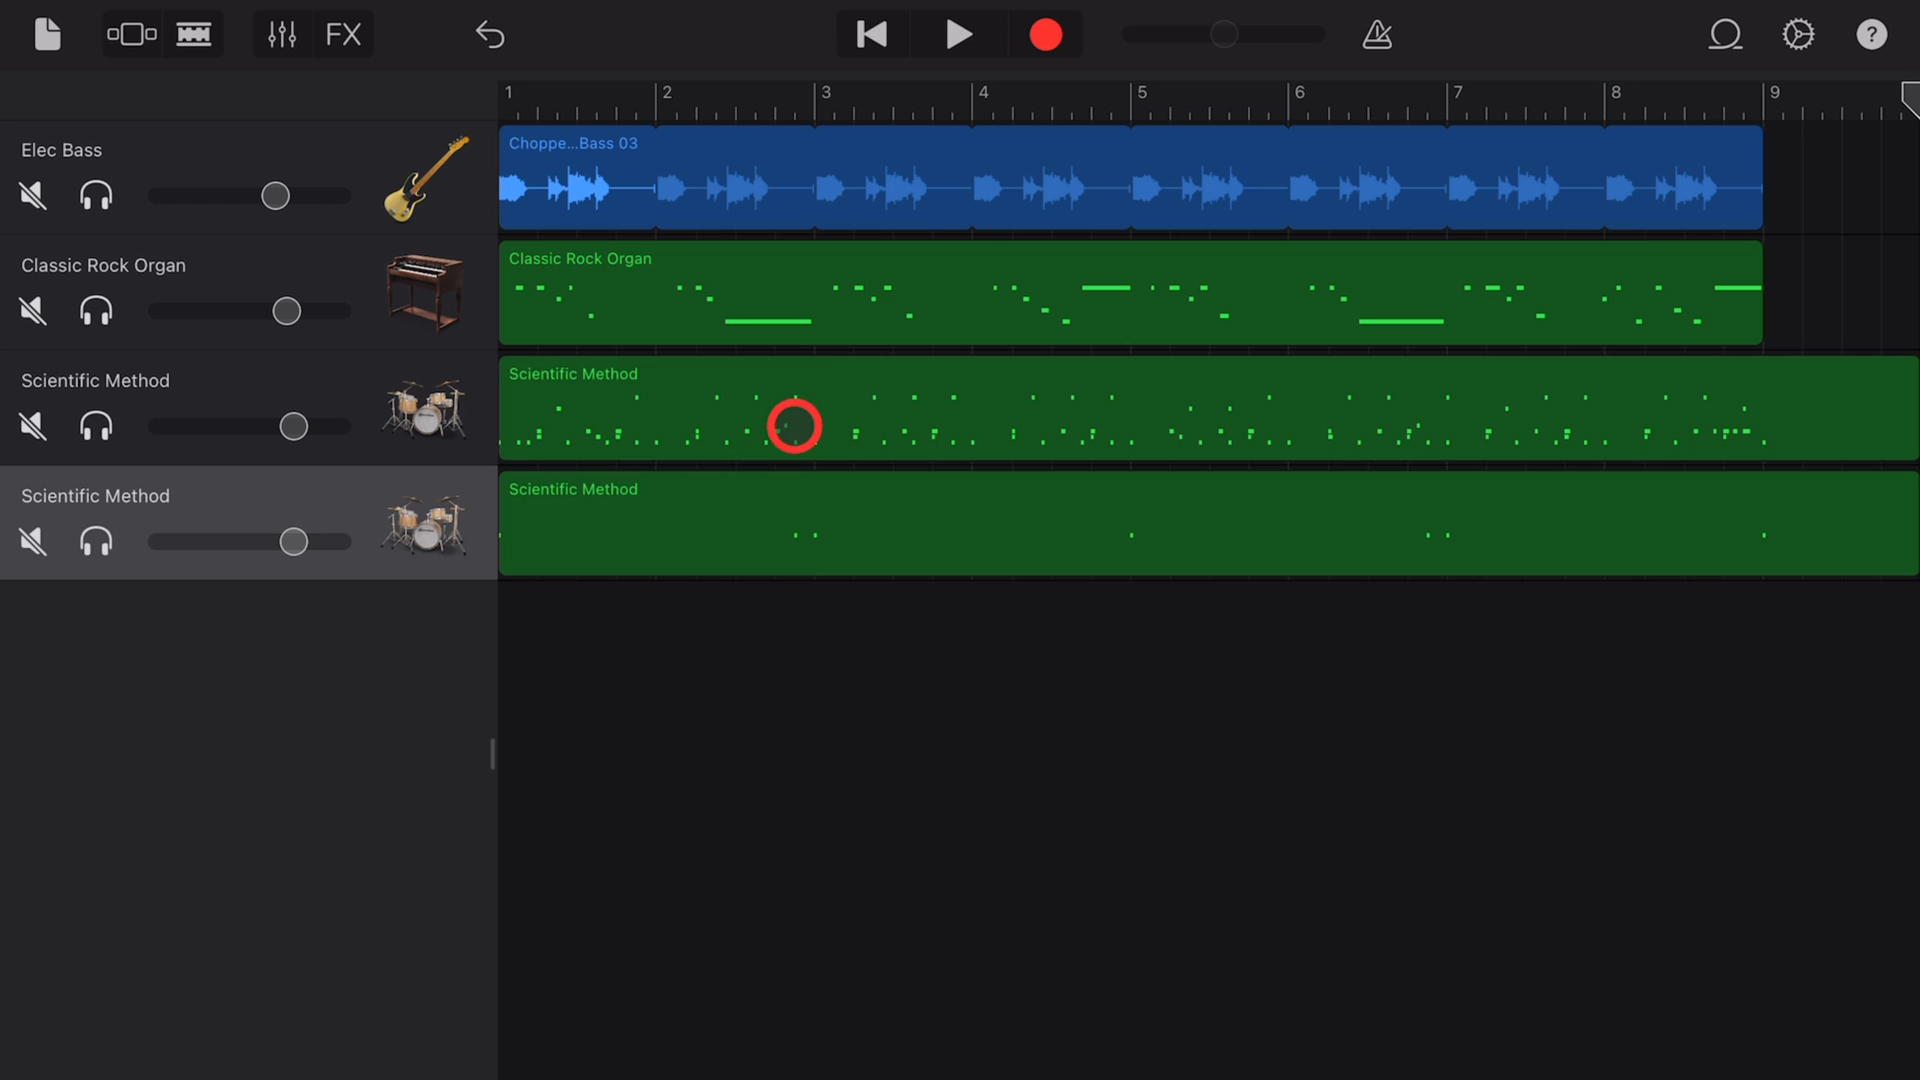 FX
?
1 2 3 4 5 6 7 8 9
Elec Bass
Choppe...Bass 03
Classic Rock Organ
Classic Rock Organ
Scientific Method
Scientific Method
Scientific Method
Scientific Method